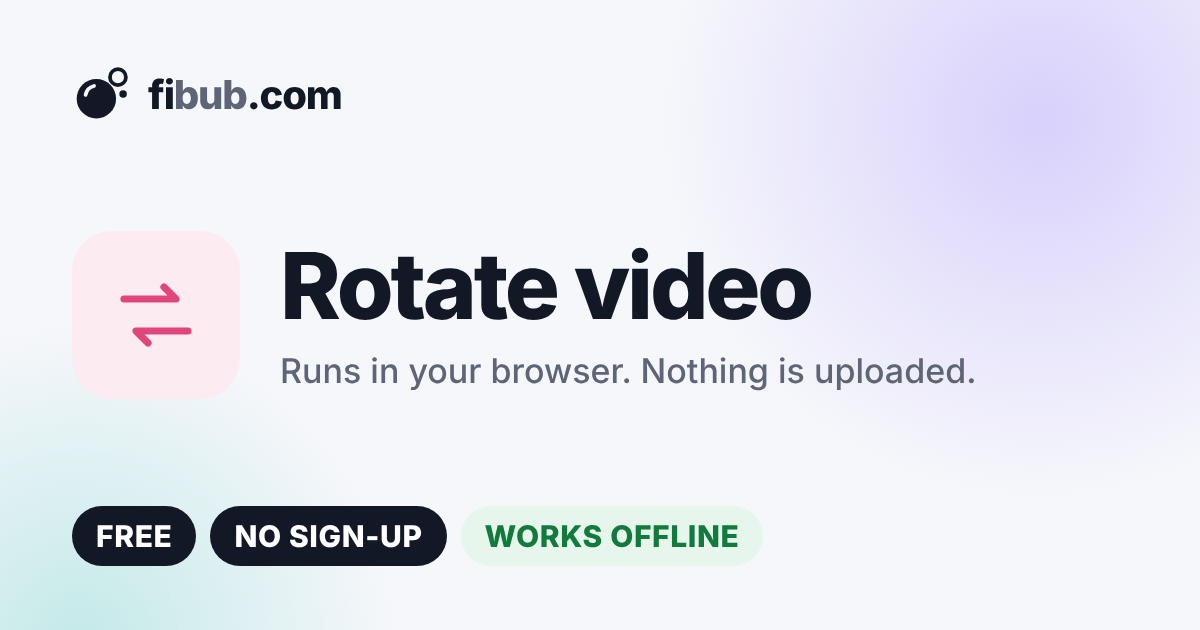 fibub.com
Rotate video
Runs in your browser. Nothing is uploaded.
FREE
NO SIGN-UP
WORKS OFFLINE